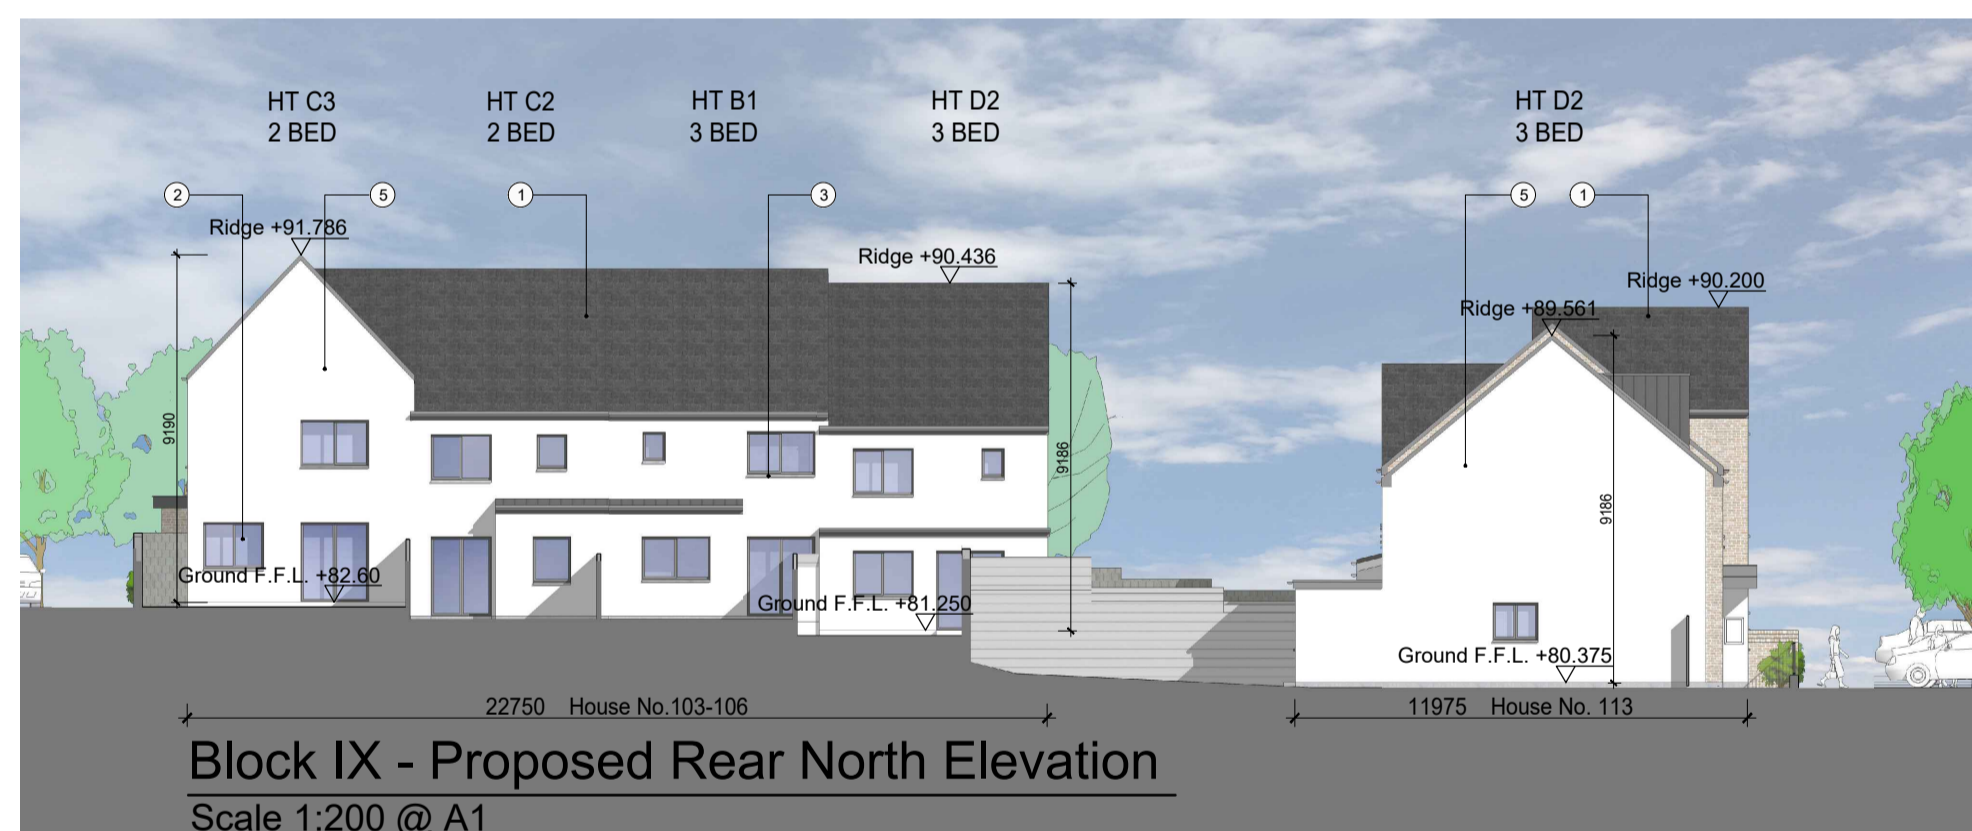 HT C3
2 BED
HT C2
2 BED
HT B1
3 BED
HT D2
3 BED
HT D2
3 BED
2
5
1
3
5
1
Ridge +91.786
Ridge +90.436
Ridge +90.200
Ridge +89.561
9190
9186
9186
Ground F.F.L. +82.60
Ground F.F.L. +81.250
Ground F.F.L. +80.375
22750 House No.103-106
11975 House No. 113
Block IX - Proposed Rear North Elevation
Scale 1:200 @ A1